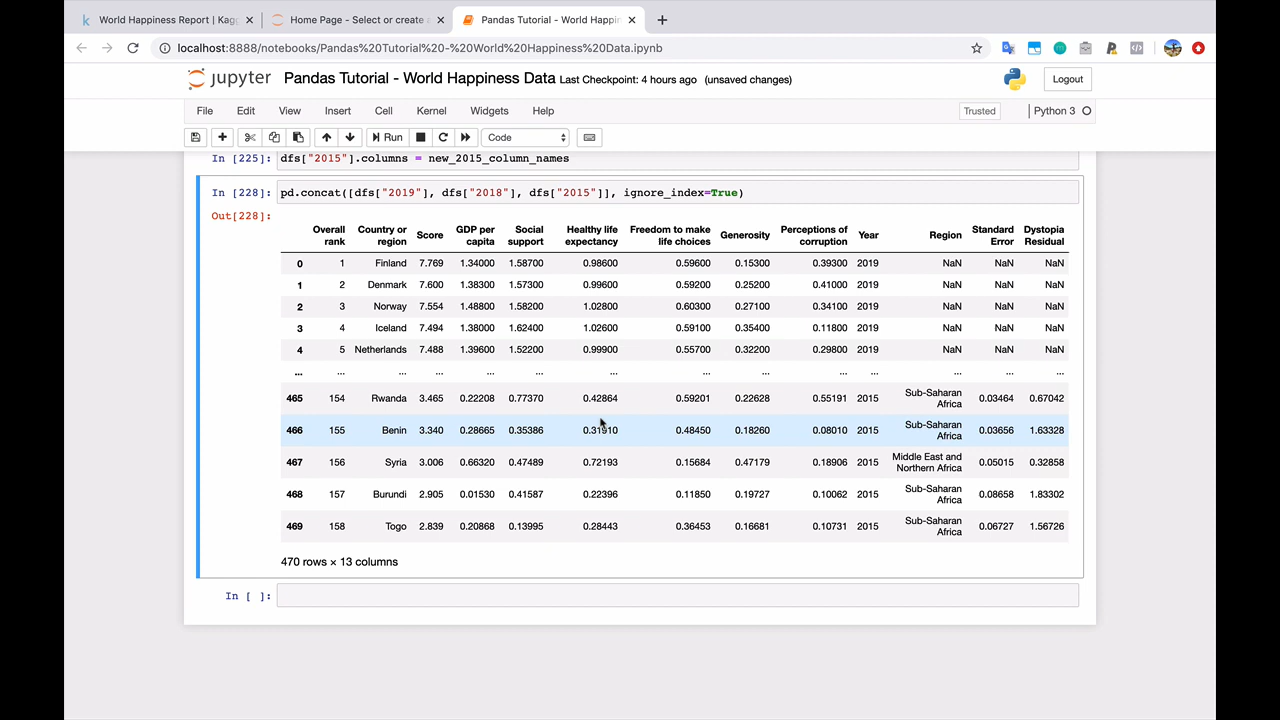 World Happiness Report | Kagg
Home Page - Select or create a
Pandas Tutorial - World Happin
localhost:8888/notebooks/Pandas%20Tutorial%20-%20World%20Happiness%20Data.ipynb
jupyter Pandas Tutorial - World Happiness Data Last Checkpoint: 4 hours ago (unsaved changes) Logout
File Edit View Insert Cell Kernel Widgets Help Trusted Python 3
Run Code
In [225]: dfs["2015"].columns = new_2015_column_names
In [228]: pd.concat([dfs["2019"], dfs["2018"], dfs["2015"]], ignore_index=True)
Out[228]:
Overall rank Country or region Score GDP per capita Social support Healthy life expectancy Freedom to make life choices Generosity Perceptions of corruption Year Region Standard Error Dystopia Residual
0 1 Finland 7.769 1.34000 1.58700 0.98600 0.59600 0.15300 0.39300 2019 NaN NaN NaN
1 2 Denmark 7.600 1.38300 1.57300 0.99600 0.59200 0.25200 0.41000 2019 NaN NaN NaN
2 3 Norway 7.554 1.48800 1.58200 1.02800 0.60300 0.27100 0.34100 2019 NaN NaN NaN
3 4 Iceland 7.494 1.38000 1.62400 1.02600 0.59100 0.35400 0.11800 2019 NaN NaN NaN
4 5 Netherlands 7.488 1.39600 1.52200 0.99900 0.55700 0.32200 0.29800 2019 NaN NaN NaN
... ... ... ... ... ... ... ... ... ... ... ... ... ...
465 154 Rwanda 3.465 0.22208 0.77370 0.42864 0.59201 0.22628 0.55191 2015 Sub-Saharan Africa 0.03464 0.67042
466 155 Benin 3.340 0.28665 0.35386 0.31910 0.48450 0.18260 0.08010 2015 Sub-Saharan Africa 0.03656 1.63328
467 156 Syria 3.006 0.66320 0.47489 0.72193 0.15684 0.47179 0.18906 2015 Middle East and Northern Africa 0.05015 0.32858
468 157 Burundi 2.905 0.01530 0.41587 0.22396 0.11850 0.19727 0.10062 2015 Sub-Saharan Africa 0.08658 1.83302
469 158 Togo 2.839 0.20868 0.13995 0.28443 0.36453 0.16681 0.10731 2015 Sub-Saharan Africa 0.06727 1.56726
470 rows × 13 columns
In [ ]: